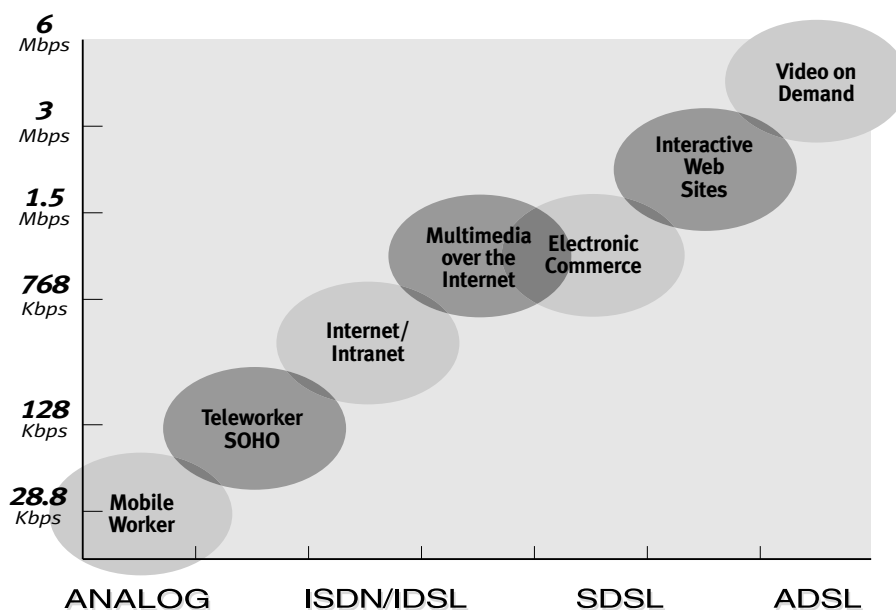 6
Mbps
3
Mbps
1.5
Mbps
768
Kbps
128
Kbps
28.8
Kbps
Video on
Demand
Interactive
Web
Sites
Multimedia
over the
Internet
Electronic
Commerce
Internet/
Intranet
Teleworker
SOHO
Mobile
Worker
ANALOG
ISDN/IDSL
SDSL
ADSL